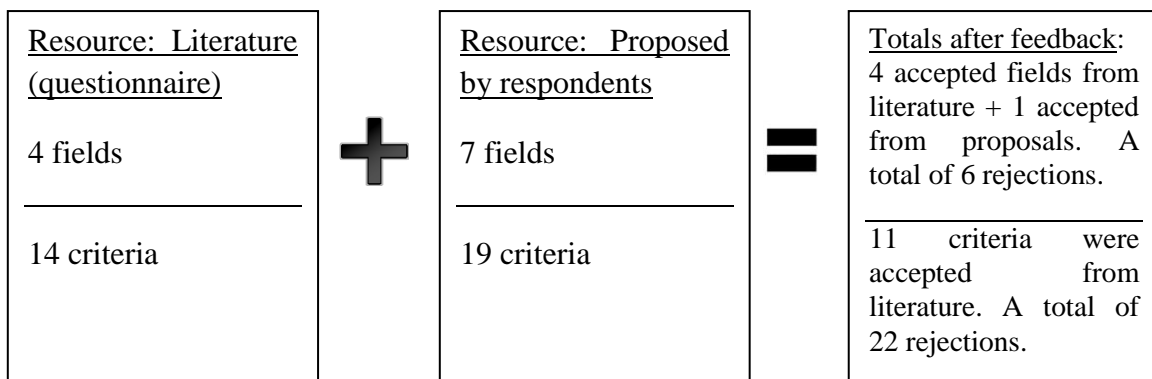 Resource: Literature
(questionnaire)
4 fields
14 criteria
Resource: Proposed
by respondents
7 fields
19 criteria
Totals after feedback:
4 accepted fields from
literature + 1 accepted
from proposals. A
total of 6 rejections.
11 criteria were
accepted from
literature. A total of
22 rejections.